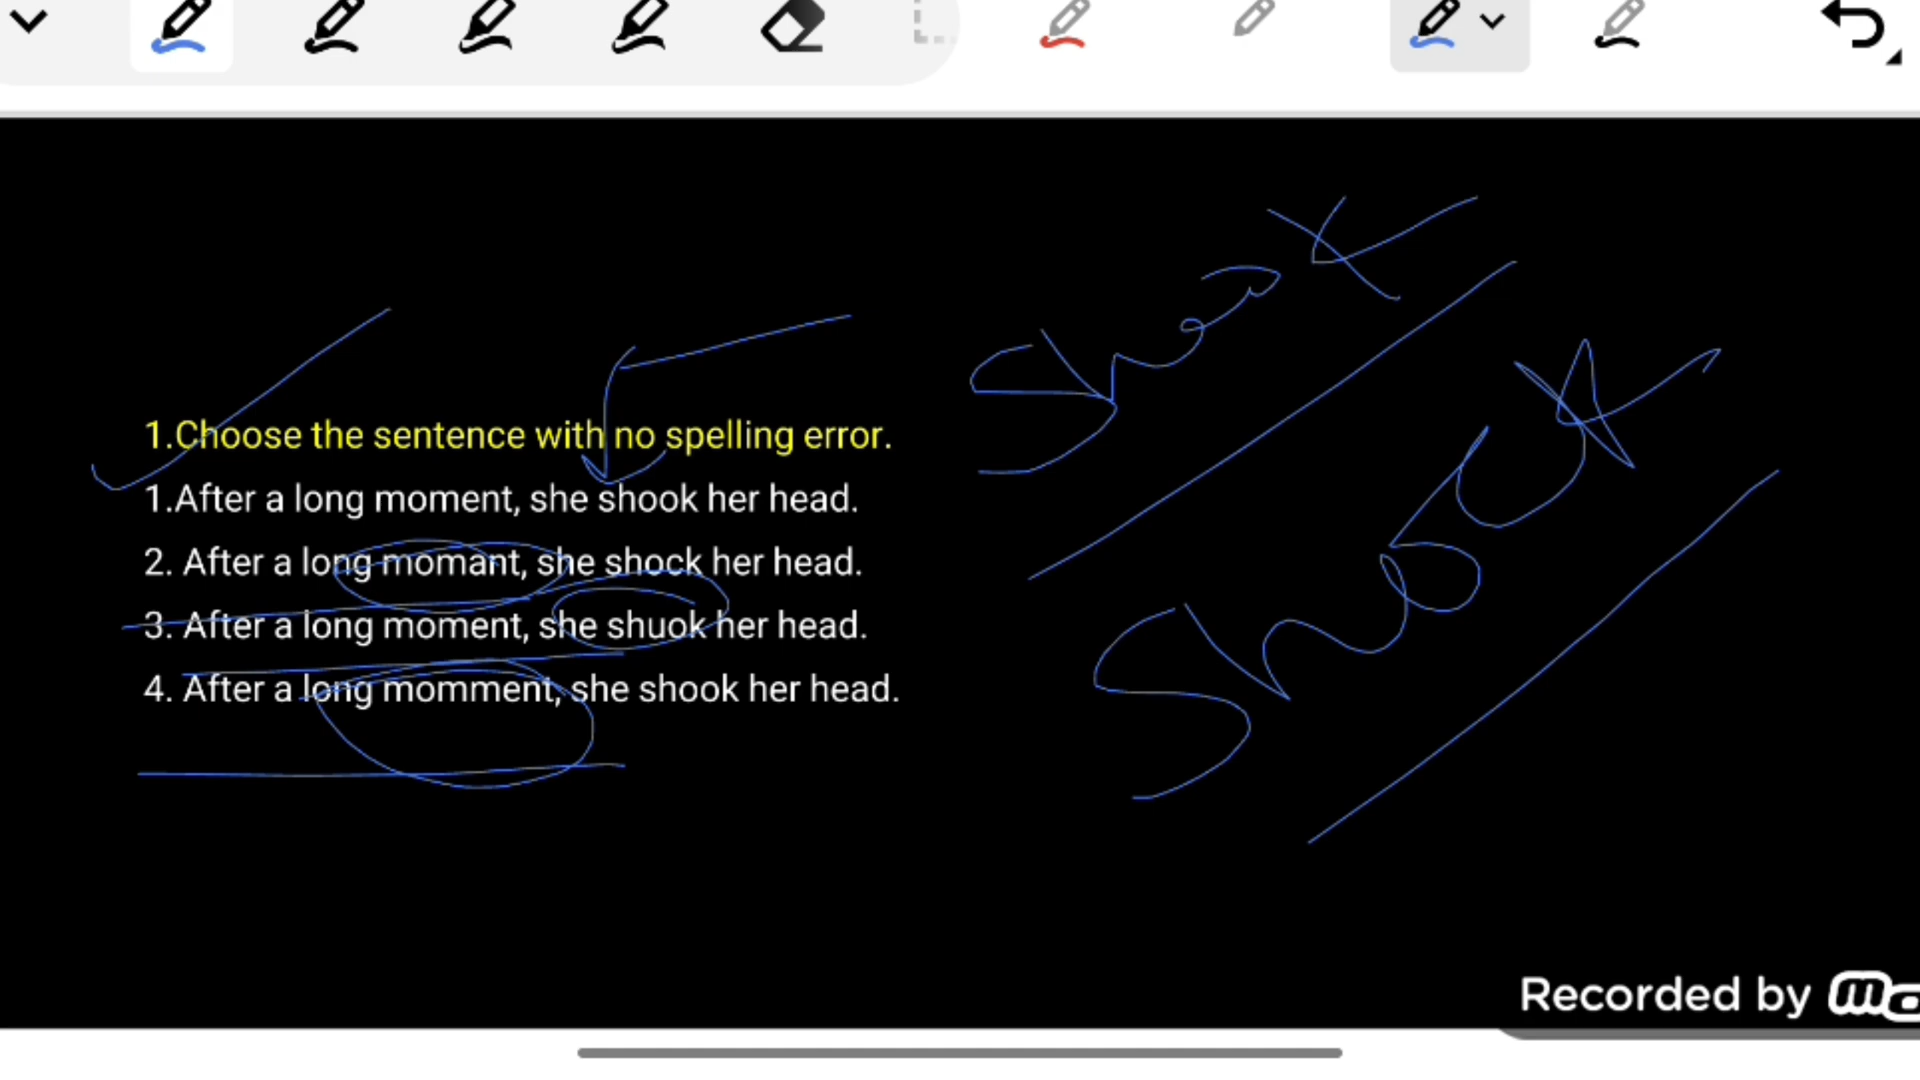 1.Choose the sentence with no spelling error.
1.After a long moment, she shook her head.
2. After a long momant, she shock her head.
3. After a long moment, she shuok her head.
4. After a long momment, she shook her head.
Shock
Recorded by